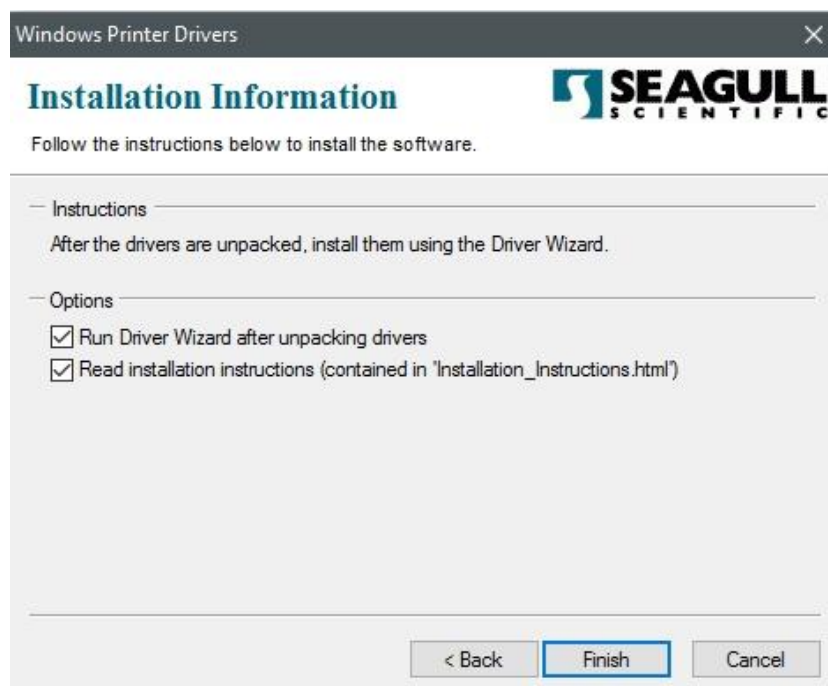 Windows Printer Drivers
Installation Information
SEAGULL
SCIENTIFIC
Follow the instructions below to install the software.
Instructions
After the drivers are unpacked, install them using the Driver Wizard.
Options
Run Driver Wizard after unpacking drivers
Read installation instructions (contained in 'Installation_Instructions.html')
< Back
Finish
Cancel